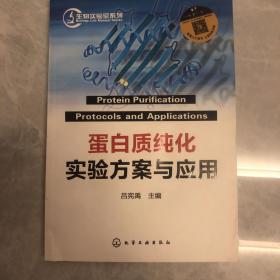 生物实验室系列
Protein Purification
Protocols and Applications
蛋白质纯化
实验方案与应用
吕宪禹 主编
化学工业出版社